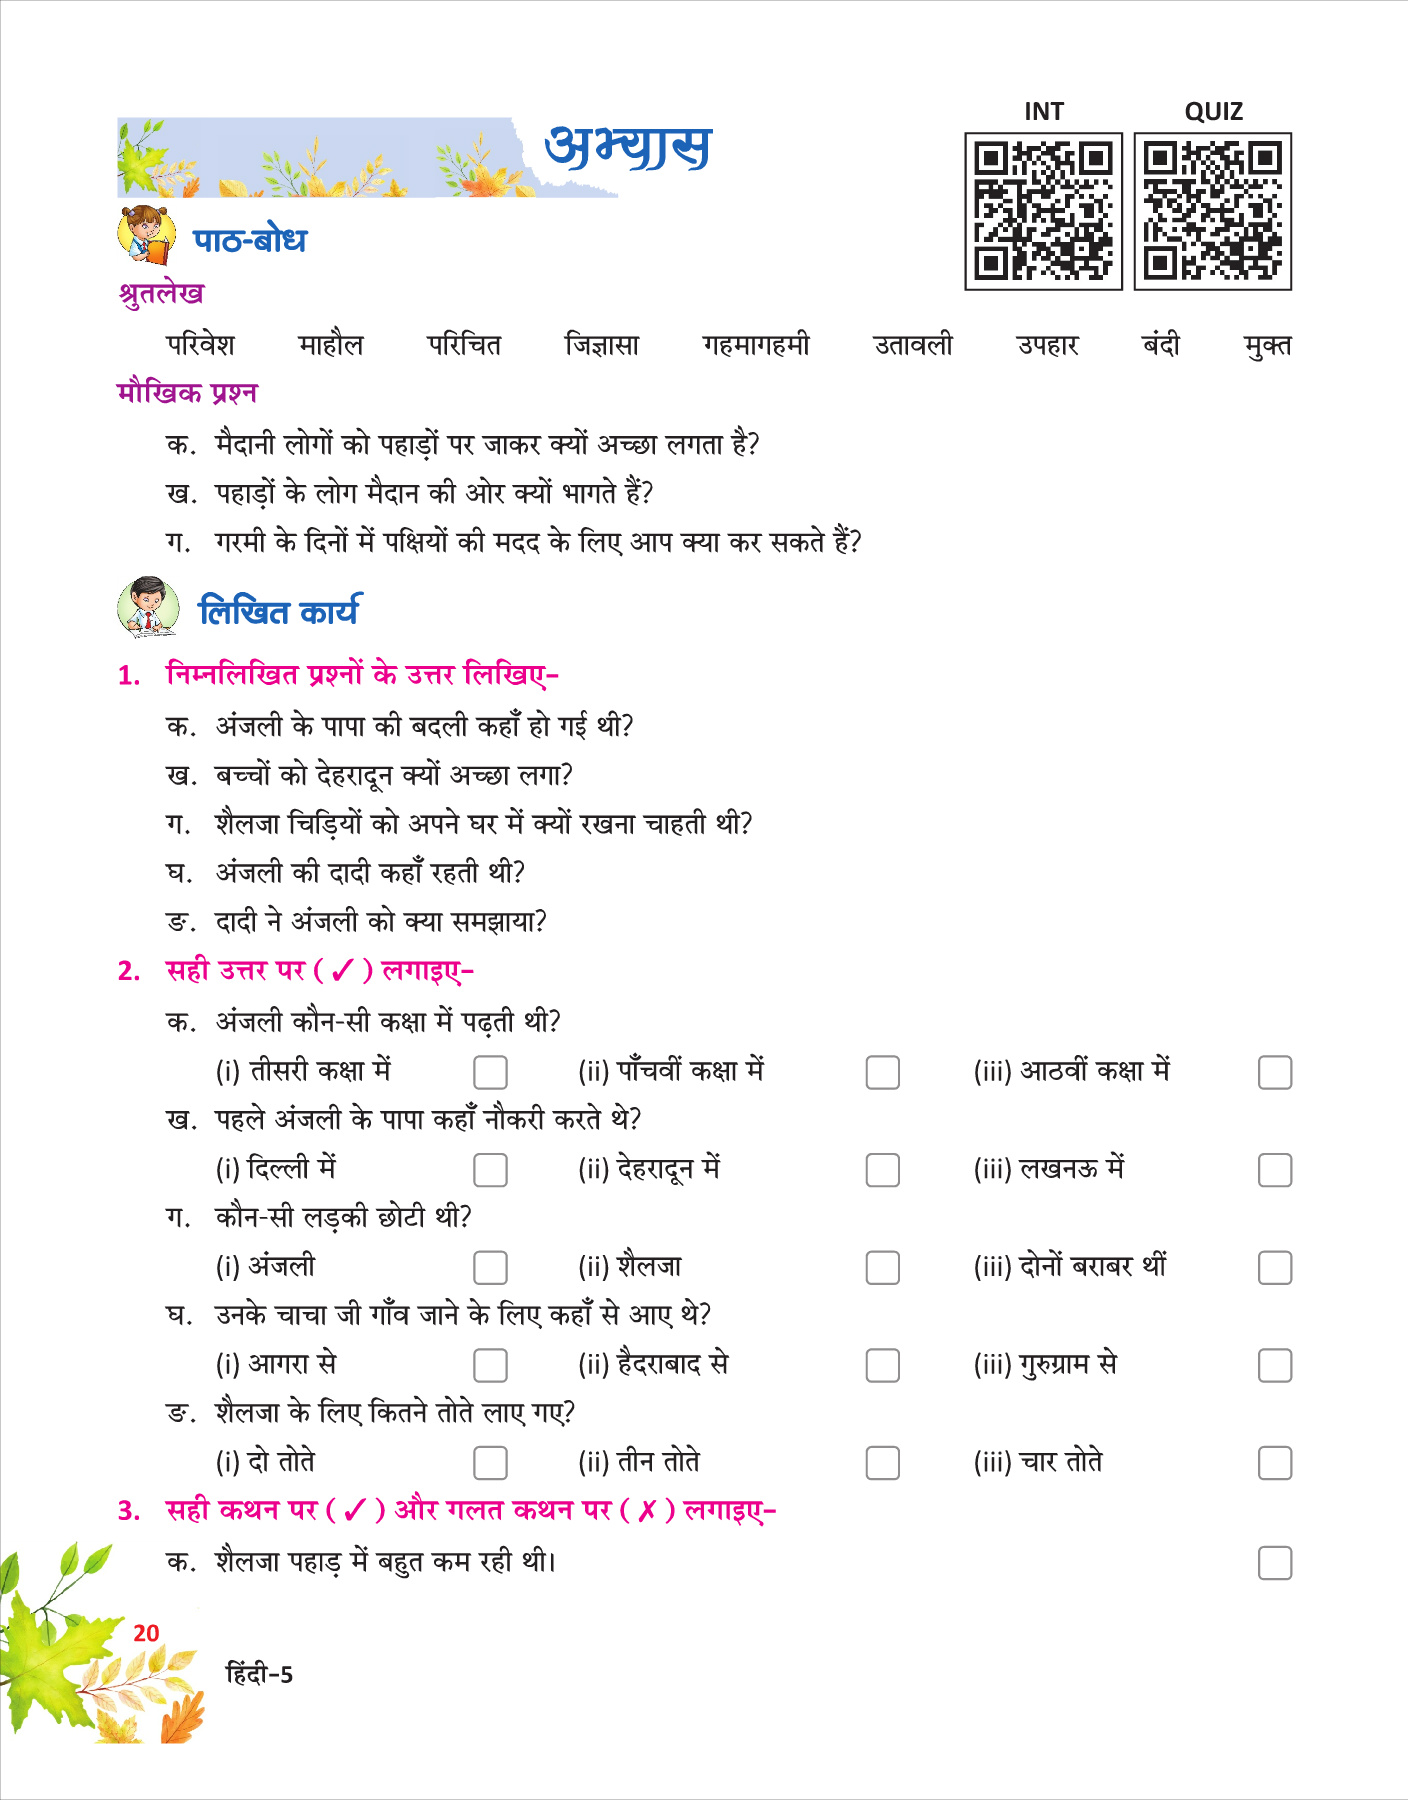 INT QUIZ
अभ्यास
पाठ-बोध
श्रुतलेख
परिवेश माहौल परिचित जिज्ञासा गहमागहमी उतावली उपहार बंदी मुक्त
मौखिक प्रश्न
क. मैदानी लोगों को पहाड़ों पर जाकर क्यों अच्छा लगता है?
ख. पहाड़ों के लोग मैदान की ओर क्यों भागते हैं?
ग. गरमी के दिनों में पक्षियों की मदद के लिए आप क्या कर सकते हैं?
लिखित कार्य
1. निम्नलिखित प्रश्नों के उत्तर लिखिए–
क. अंजली के पापा की बदली कहाँ हो गई थी?
ख. बच्चों को देहरादून क्यों अच्छा लगा?
ग. शैलजा चिड़ियों को अपने घर में क्यों रखना चाहती थी?
घ. अंजली की दादी कहाँ रहती थी?
ङ. दादी ने अंजली को क्या समझाया?
2. सही उत्तर पर (✓) लगाइए–
क. अंजली कौन-सी कक्षा में पढ़ती थी?
(i) तीसरी कक्षा में (ii) पाँचवीं कक्षा में (iii) आठवीं कक्षा में
ख. पहले अंजली के पापा कहाँ नौकरी करते थे?
(i) दिल्ली में (ii) देहरादून में (iii) लखनऊ में
ग. कौन-सी लड़की छोटी थी?
(i) अंजली (ii) शैलजा (iii) दोनों बराबर थीं
घ. उनके चाचा जी गाँव जाने के लिए कहाँ से आए थे?
(i) आगरा से (ii) हैदराबाद से (iii) गुरुग्राम से
ङ. शैलजा के लिए कितने तोते लाए गए?
(i) दो तोते (ii) तीन तोते (iii) चार तोते
3. सही कथन पर (✓) और गलत कथन पर (✗) लगाइए–
क. शैलजा पहाड़ में बहुत कम रही थी।
20
हिंदी–5